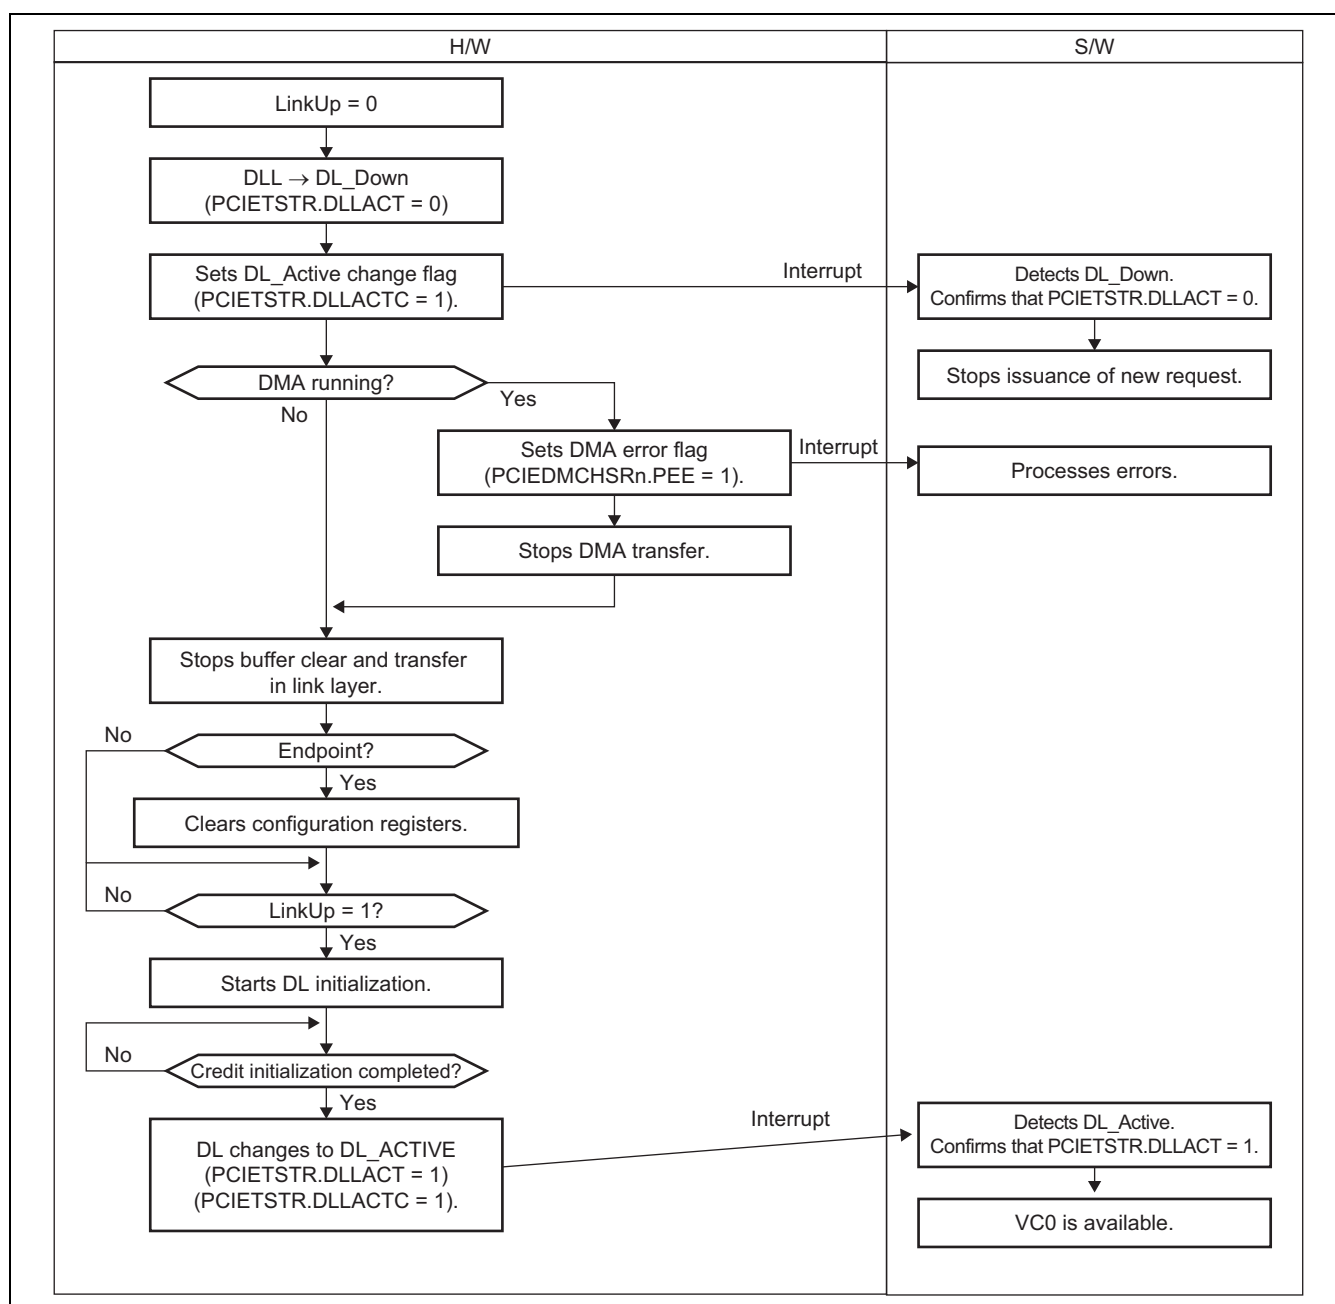 H/W
S/W
LinkUp = 0
DLL → DL_Down
(PCIETSTR.DLLACT = 0)
Sets DL_Active change flag
(PCIETSTR.DLLACTC = 1).
Interrupt
Detects DL_Down.
Confirms that PCIETSTR.DLLACT = 0.
Stops issuance of new request.
DMA running?
Yes
No
Sets DMA error flag
(PCIEDMCHSRn.PEE = 1).
Interrupt
Processes errors.
Stops DMA transfer.
Stops buffer clear and transfer
in link layer.
No
Endpoint?
Yes
Clears configuration registers.
No
LinkUp = 1?
Yes
Starts DL initialization.
No
Credit initialization completed?
Yes
DL changes to DL_ACTIVE
(PCIETSTR.DLLACT = 1)
(PCIETSTR.DLLACTC = 1).
Interrupt
Detects DL_Active.
Confirms that PCIETSTR.DLLACT = 1.
VC0 is available.